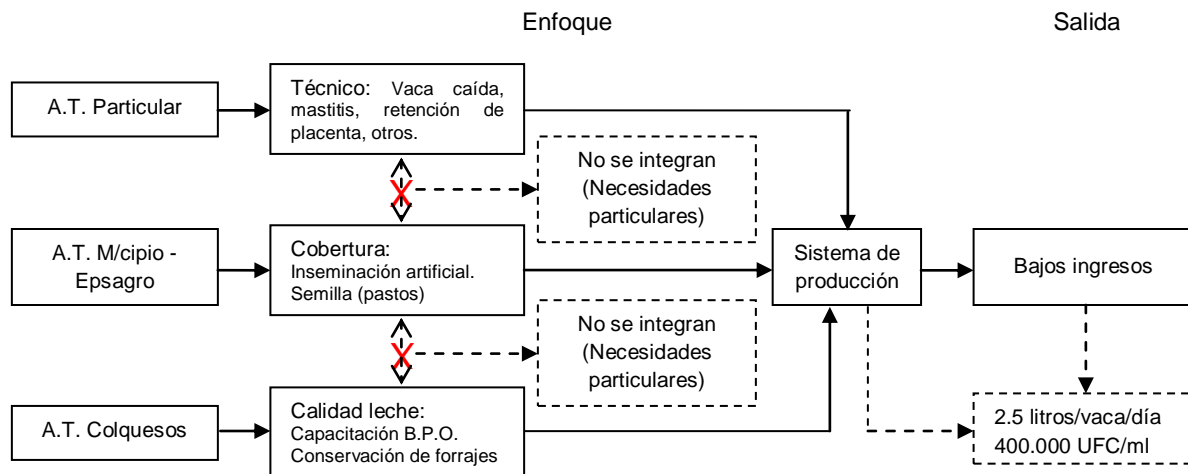 Enfoque
Salida
A.T. Particular
Técnico: Vaca caída,
mastitis, retención de
placenta, otros.
No se integran
(Necesidades
particulares)
A.T. M/cipio -
Epsagro
Cobertura:
Inseminación artificial.
Semilla (pastos)
Sistema de
producción
Bajos ingresos
No se integran
(Necesidades
particulares)
A.T. Colquesos
Calidad leche:
Capacitación B.P.O.
Conservación de forrajes
2.5 litros/vaca/día
400.000 UFC/ml